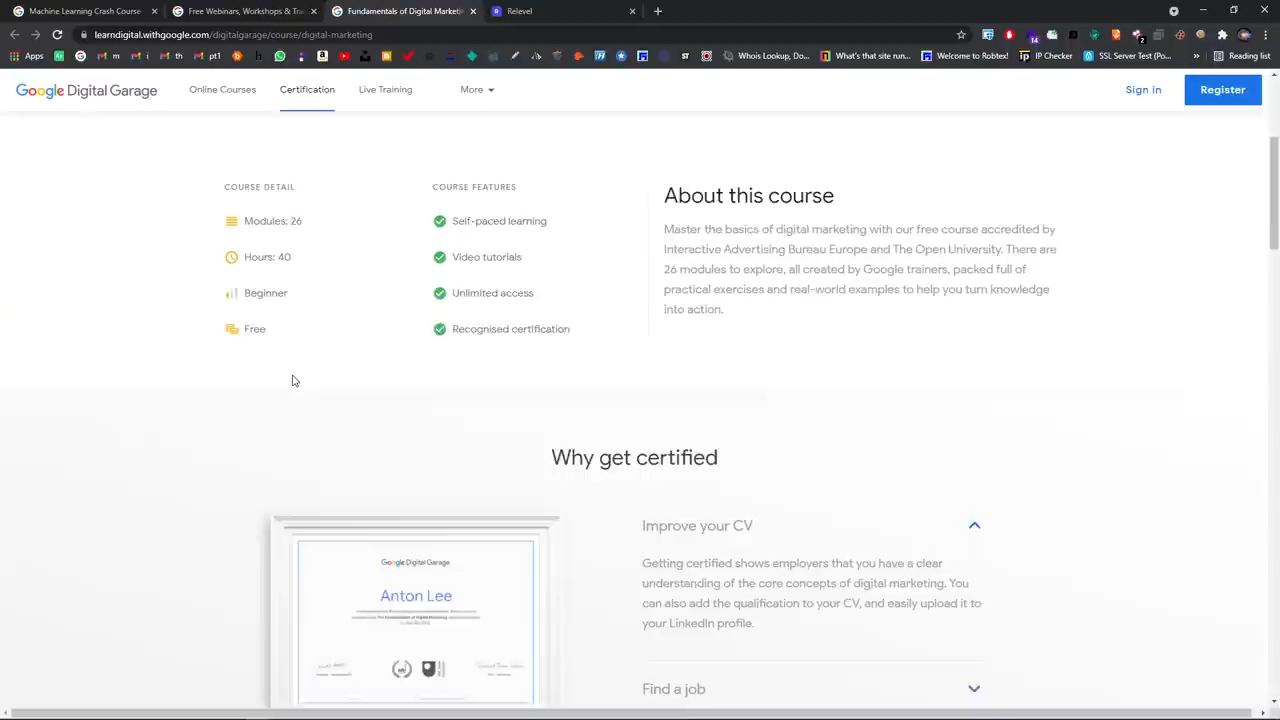 Machine Learning Crash Course
Free Webinars, Workshops & Tra
Fundamentals of Digital Marketin
Relevel
learndigital.withgoogle.com/digitalgarage/course/digital-marketing
Apps
m
th
pt1
Whois Lookup, Do...
What's that site run...
Welcome to Robtex!
IP Checker
SSL Server Test (Po...
Reading list
Google Digital Garage
Online Courses
Certification
Live Training
More
Sign in
Register
COURSE DETAIL
Modules: 26
Hours: 40
Beginner
Free
COURSE FEATURES
Self-paced learning
Video tutorials
Unlimited access
Recognised certification
About this course
Master the basics of digital marketing with our free course accredited by
Interactive Advertising Bureau Europe and The Open University. There are
26 modules to explore, all created by Google trainers, packed full of
practical exercises and real-world examples to help you turn knowledge
into action.
Why get certified
Google Digital Garage
Anton Lee
Improve your CV
Getting certified shows employers that you have a clear
understanding of the core concepts of digital marketing. You
can also add the qualification to your CV, and easily upload it to
your LinkedIn profile.
Find a job